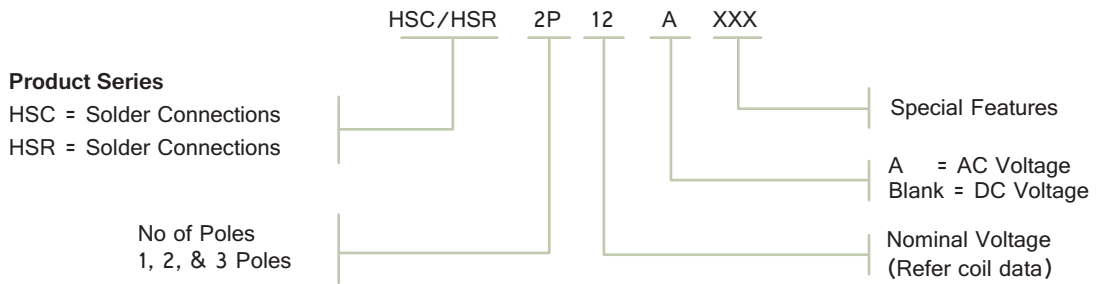 HSC/HSR 2P 12 A XXX
Product Series
HSC = Solder Connections
HSR = Solder Connections
Special Features
A = AC Voltage
Blank = DC Voltage
No of Poles
1, 2, & 3 Poles
Nominal Voltage
(Refer coil data)